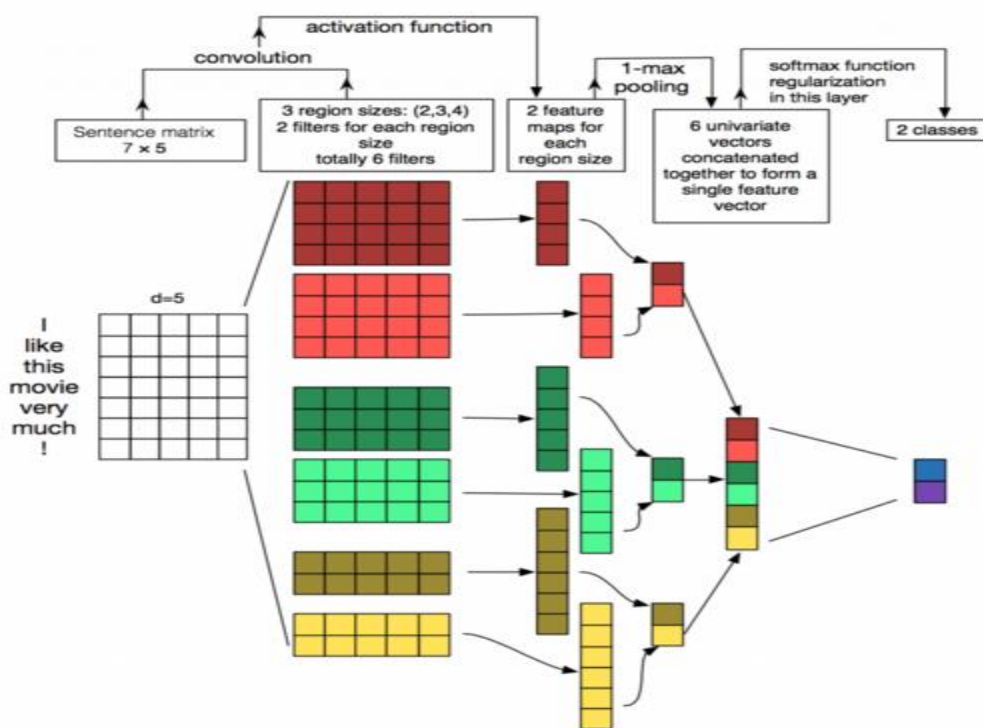 activation function
convolution
1-max
pooling
softmax function
regularization
in this layer
Sentence matrix
7 × 5
3 region sizes: (2,3,4)
2 filters for each region
size
totally 6 filters
2 feature
maps for
each
region size
6 univariate
vectors
concatenated
together to form a
single feature
vector
2 classes
d=5
I
like
this
movie
very
much
!